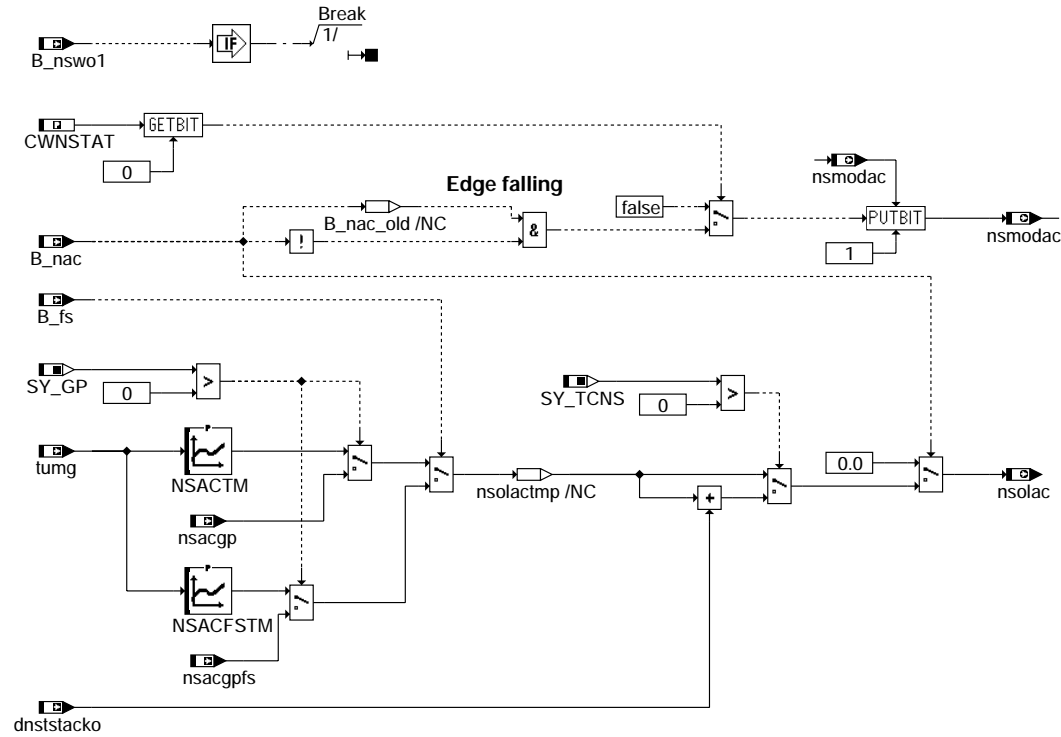 Break
1/
IF
B_nswo1
GETBIT
CWNSTAT
0
nsmodac
Edge falling
false
B_nac_old /NC
&
PUTBIT
!
B_nac
nsmodac
1
B_fs
SY_GP
0
>
SY_TCNS
0
>
P
tumg
NSACTM
0.0
nsolactmp /NC
nsolac
+
nsacgp
P
NSACFSTM
nsacgpfs
dnststacko